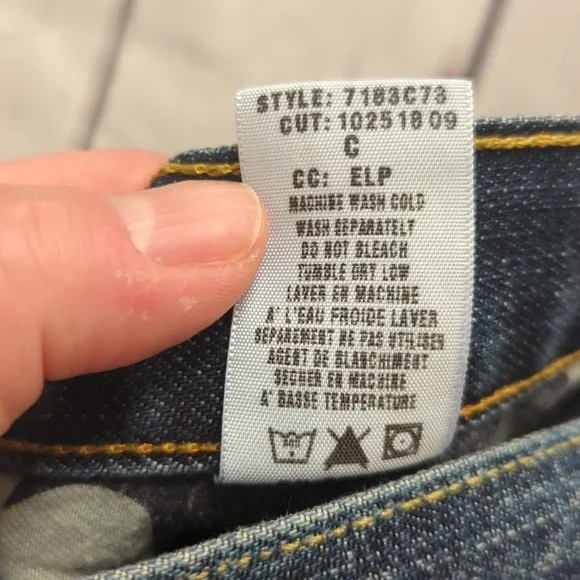 STYLE: 7163C73
CUT: 10251809
C
CC: ELP
MACHINE WASH COLD
WASH SEPARATELY
DO NOT BLEACH
TUMBLE DRY LOW
LAVER EN MACHINE
A' L'EAU FROIDE LAVER
SEPAREMENT NE PAS UTILISER
AGENT DE BLANCHIMENT
SECHER EN MACHINE
A' BASSE TEMPERATURE